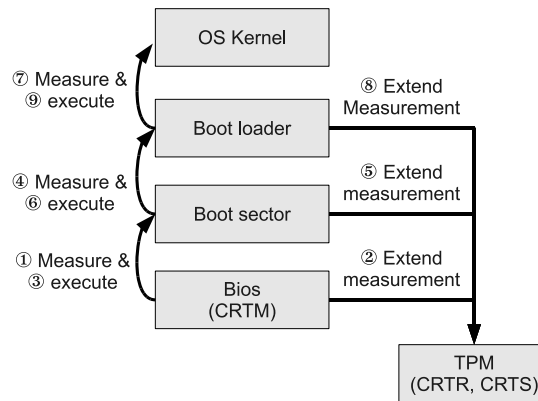 OS Kernel
⑦ Measure &
⑨ execute
⑧ Extend
Measurement
Boot loader
④ Measure &
⑥ execute
⑤ Extend
measurement
Boot sector
① Measure &
③ execute
② Extend
measurement
Bios
(CRTM)
TPM
(CRTR, CRTS)